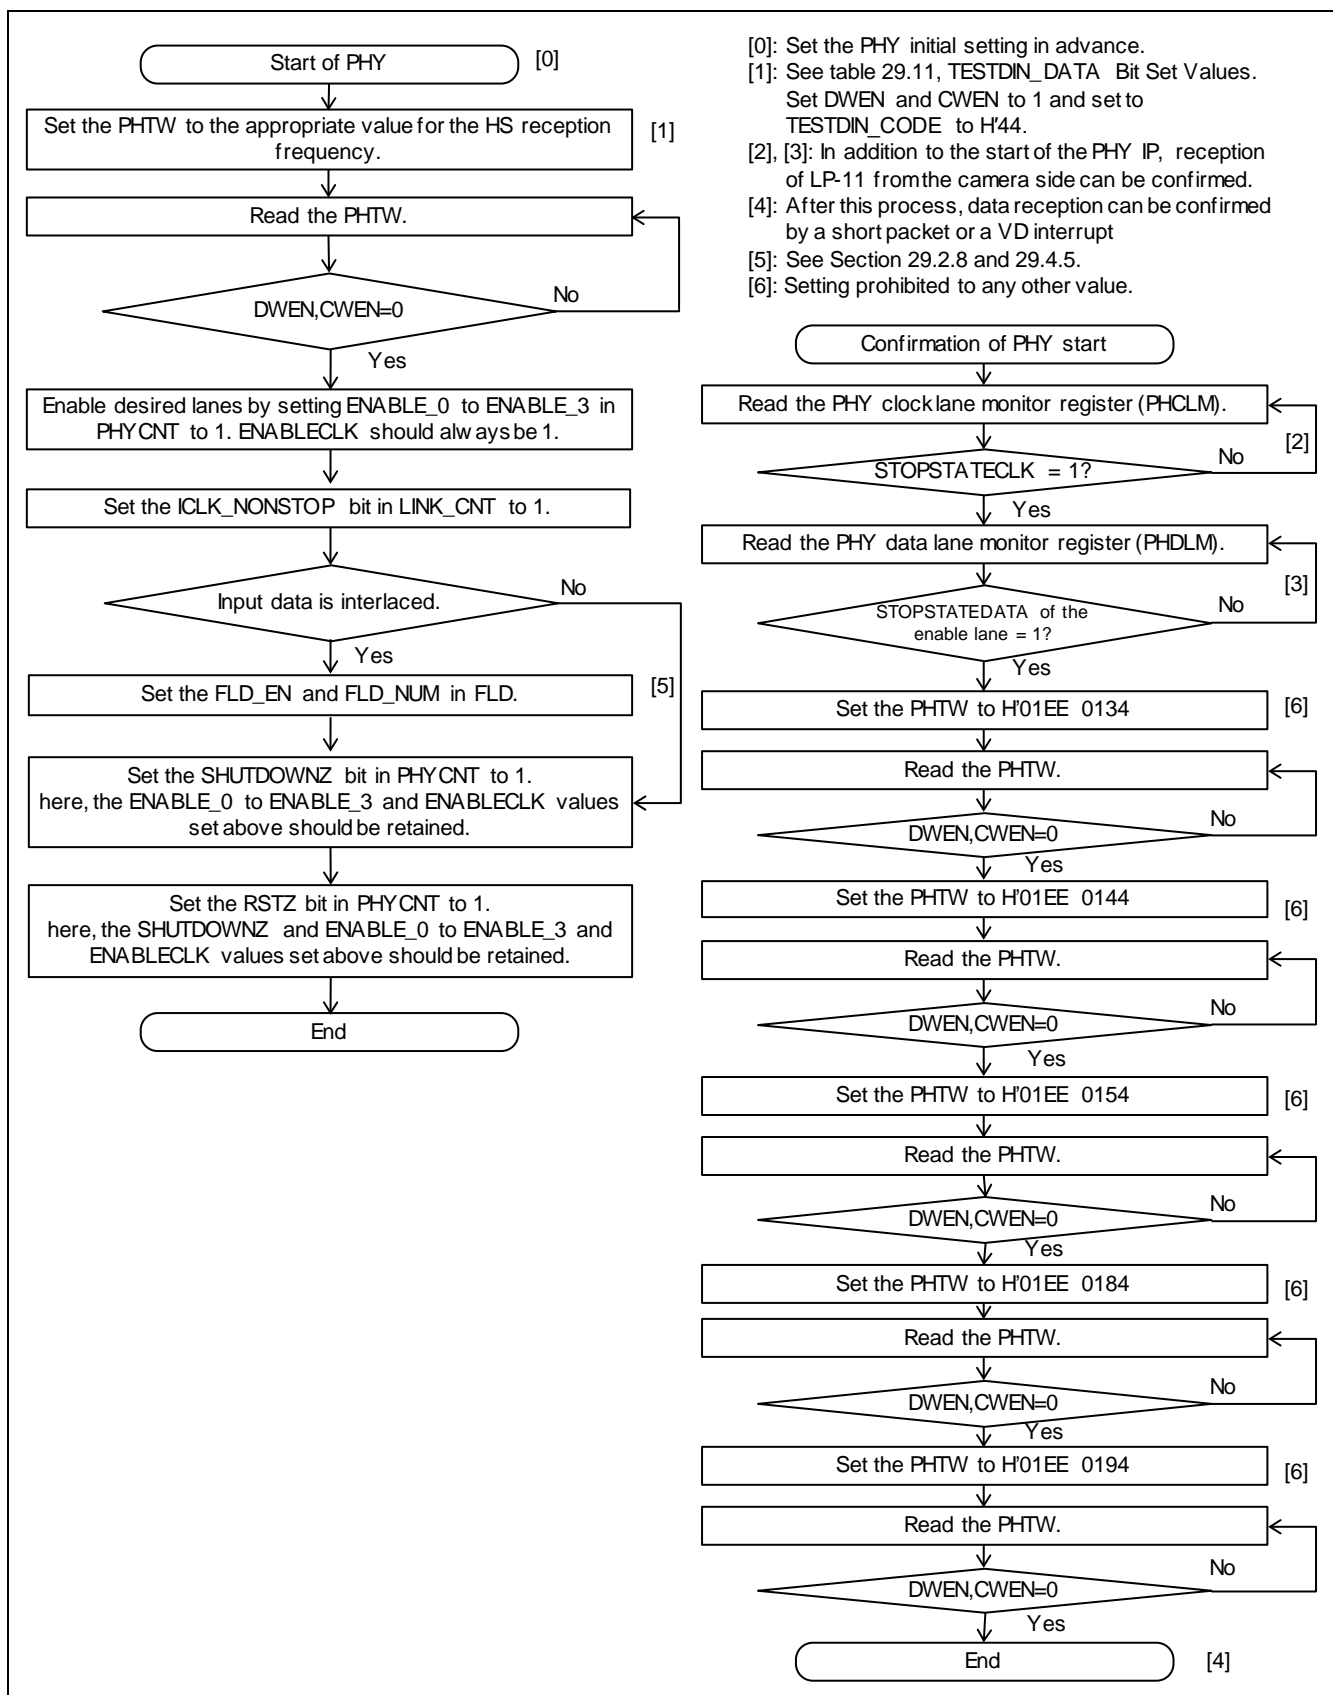 Start of PHY
[0]
Set the PHTW to the appropriate value for the HS reception
frequency.
[1]
Read the PHTW.
DWEN,CWEN=0
No
Yes
Enable desired lanes by setting ENABLE_0 to ENABLE_3 in
PHYCNT to 1. ENABLECLK should always be 1.
Set the ICLK_NONSTOP bit in LINK_CNT to 1.
Input data is interlaced.
No
Yes
Set the FLD_EN and FLD_NUM in FLD.
[5]
Set the SHUTDOWNZ bit in PHYCNT to 1.
here, the ENABLE_0 to ENABLE_3 and ENABLECLK values
set above should be retained.
Set the RSTZ bit in PHYCNT to 1.
here, the SHUTDOWNZ and ENABLE_0 to ENABLE_3 and
ENABLECLK values set above should be retained.
End
[0]: Set the PHY initial setting in advance.
[1]: See table 29.11, TESTDIN_DATA Bit Set Values.
Set DWEN and CWEN to 1 and set to
TESTDIN_CODE to H'44.
[2], [3]: In addition to the start of the PHY IP, reception
of LP-11 from the camera side can be confirmed.
[4]: After this process, data reception can be confirmed
by a short packet or a VD interrupt
[5]: See Section 29.2.8 and 29.4.5.
[6]: Setting prohibited to any other value.
Confirmation of PHY start
Read the PHY clock lane monitor register (PHCLM).
[2]
STOPSTATECLK = 1?
No
Yes
Read the PHY data lane monitor register (PHDLM).
[3]
STOPSTATEDATA of the
enable lane = 1?
No
Yes
Set the PHTW to H'01EE 0134
[6]
Read the PHTW.
DWEN,CWEN=0
No
Yes
Set the PHTW to H'01EE 0144
[6]
Read the PHTW.
DWEN,CWEN=0
No
Yes
Set the PHTW to H'01EE 0154
[6]
Read the PHTW.
DWEN,CWEN=0
No
Yes
Set the PHTW to H'01EE 0184
[6]
Read the PHTW.
DWEN,CWEN=0
No
Yes
Set the PHTW to H'01EE 0194
[6]
Read the PHTW.
DWEN,CWEN=0
No
Yes
End
[4]